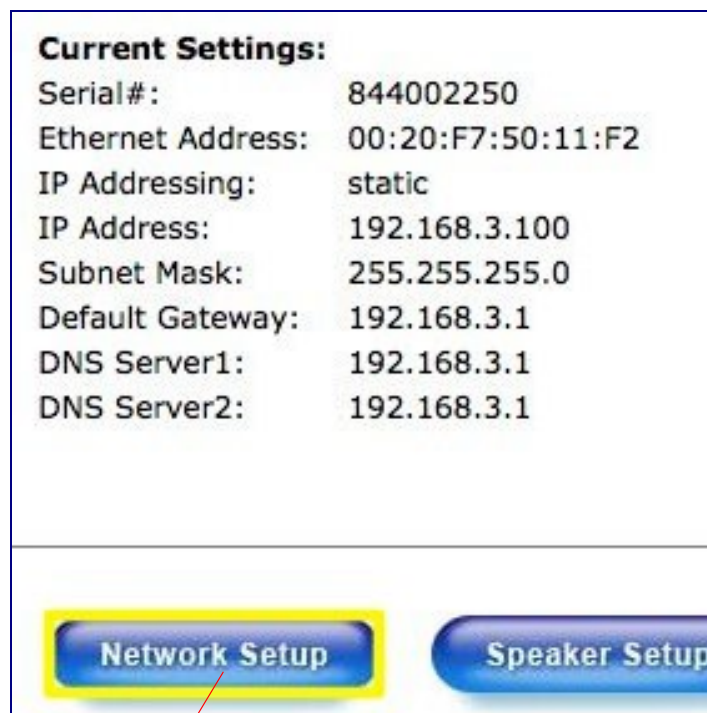 Current Settings:
Serial#: 844002250
Ethernet Address: 00:20:F7:50:11:F2
IP Addressing: static
IP Address: 192.168.3.100
Subnet Mask: 255.255.255.0
Default Gateway: 192.168.3.1
DNS Server1: 192.168.3.1
DNS Server2: 192.168.3.1
Network Setup Speaker Setup